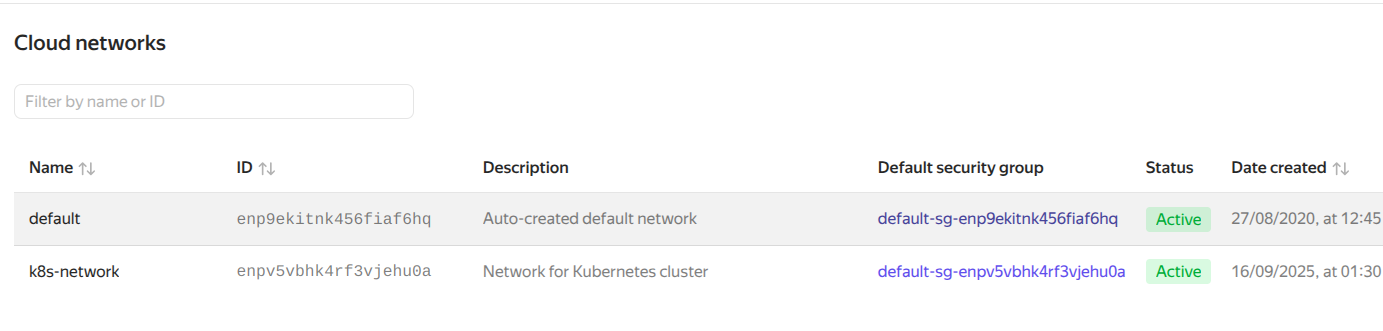 Cloud networks
Filter by name or ID
Name ID Description Default security group Status Date created
default enp9ekitnk456fiaf6hq Auto-created default network default-sg-enp9ekitnk456fiaf6hq Active 27/08/2020, at 12:45
k8s-network enpv5vbhk4rf3vjehu0a Network for Kubernetes cluster default-sg-enpv5vbhk4rf3vjehu0a Active 16/09/2025, at 01:30